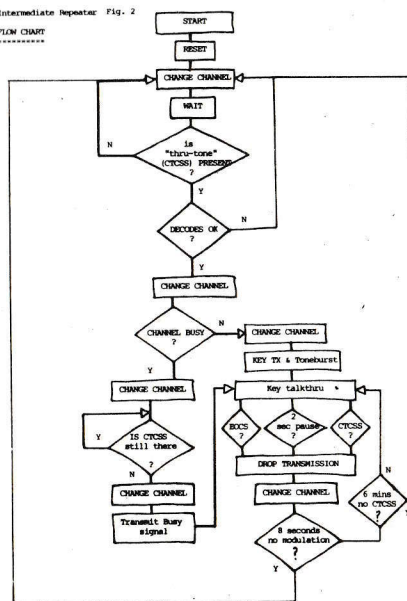 Intermediate Repeater Fig. 2
FLOW CHART
START
RESET
CHANGE CHANNEL
WAIT
N
is
"thru-tone"
(CTCSS) PRESENT
?
Y
N
DECODES OK
?
Y
CHANGE CHANNEL
CHANNEL BUSY
?
N
CHANGE CHANNEL
KEY TX & Toneburst
Y
CHANGE CHANNEL
Key talkthru
Y
IS CTCSS
still there
?
N
2
sec pause
?
CTCSS
?
DROP TRANSMISSION
N
CHANGE CHANNEL
CHANGE CHANNEL
6 mins
no CTCSS
?
Y
Transmit Busy
signal
8 seconds
no modulation
?
N
Y